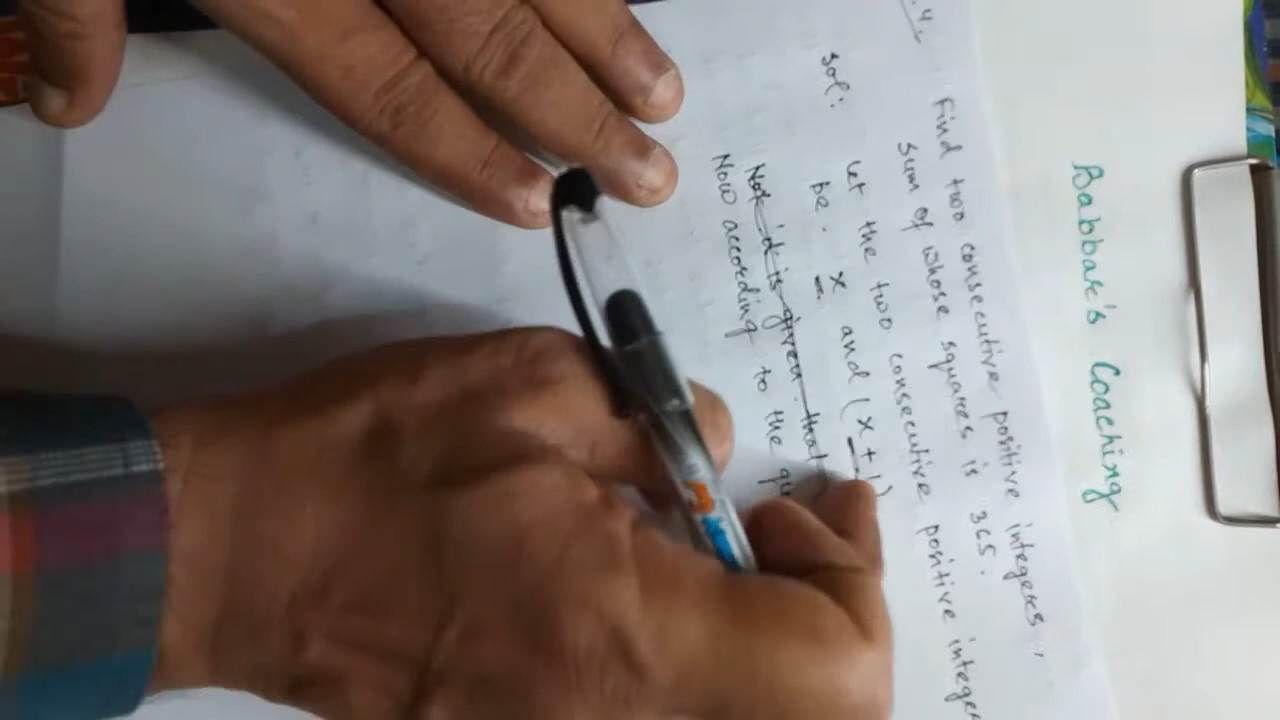 Babbar's Coaching
.4.
Find two consecutive positive integers,
sum of whose squares is 365.
Sol:
Let the two consecutive positive
be. x and (x+1)
Not it is given that
Now according to the